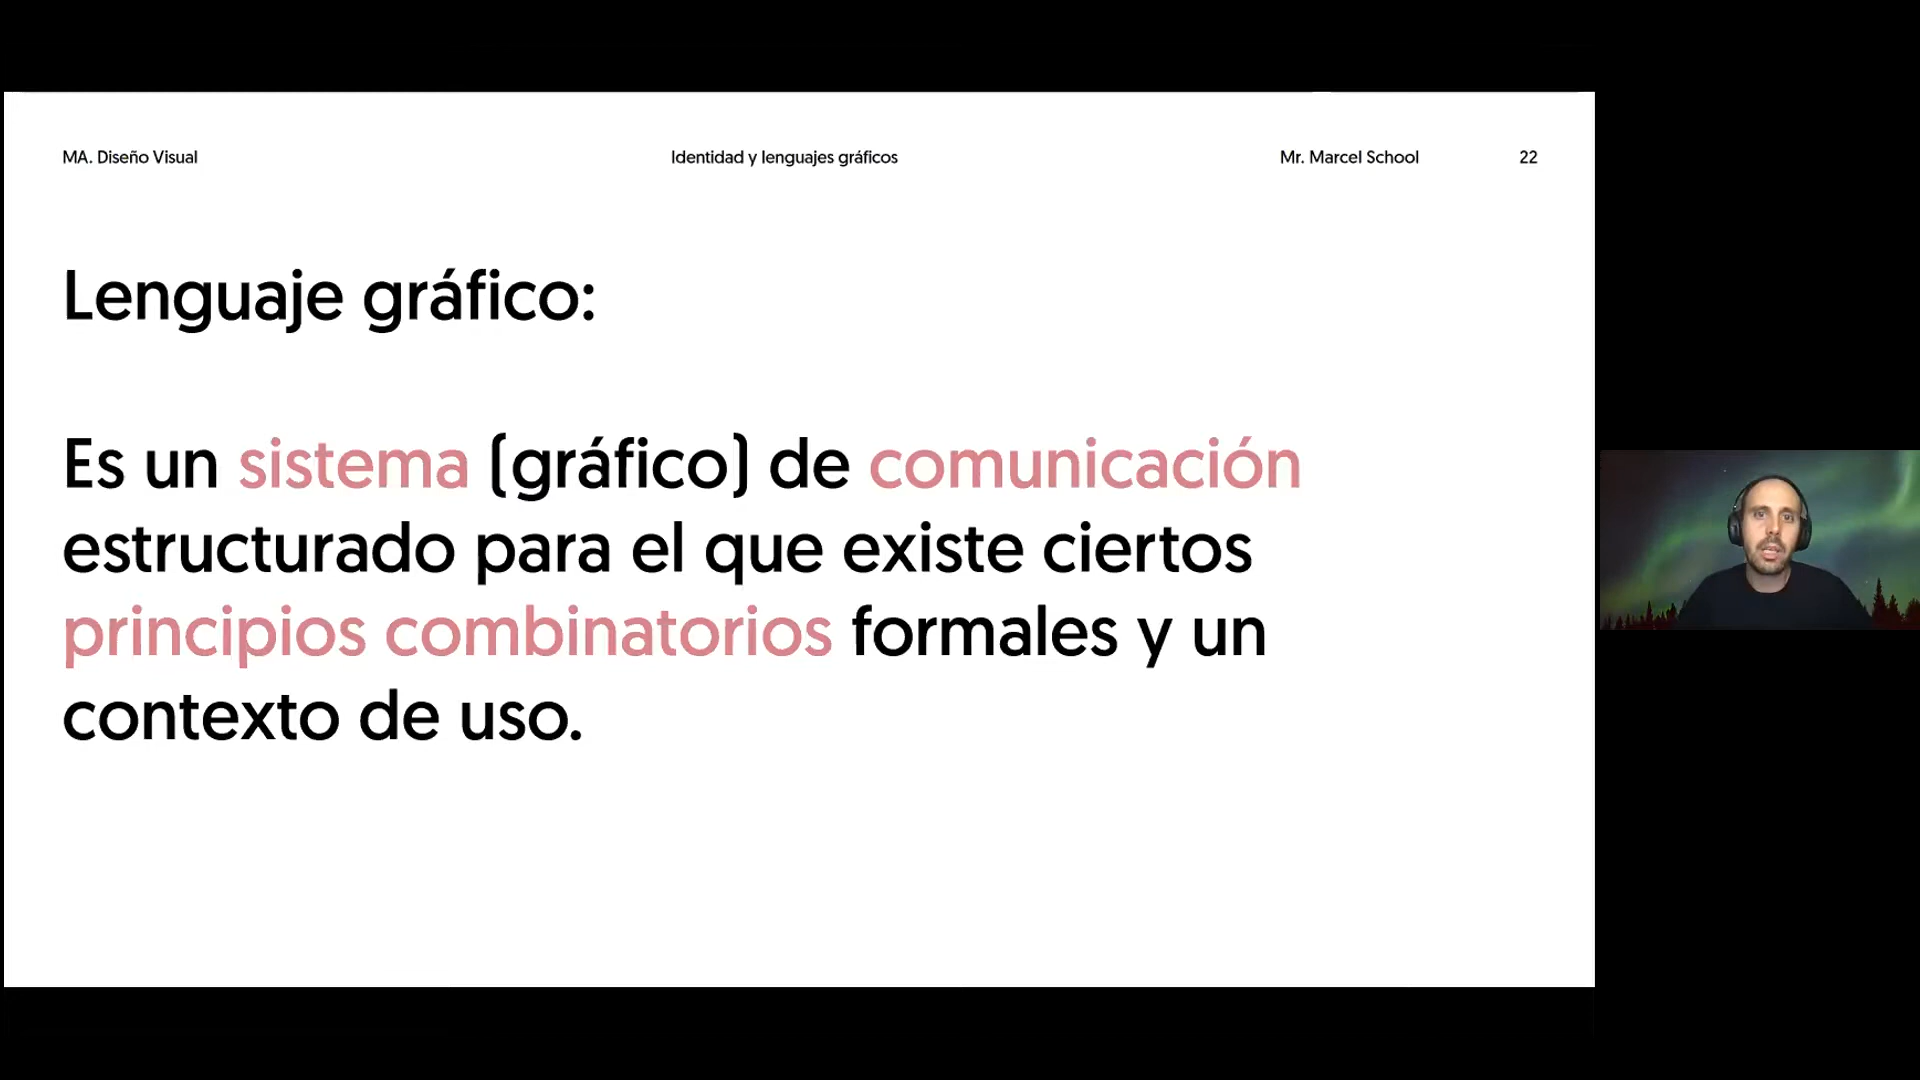 MA. Diseño Visual
Identidad y lenguajes gráficos
Mr. Marcel School
22
Lenguaje gráfico:
Es un sistema (gráfico) de comunicación
estructurado para el que existe ciertos
principios combinatorios formales y un
contexto de uso.